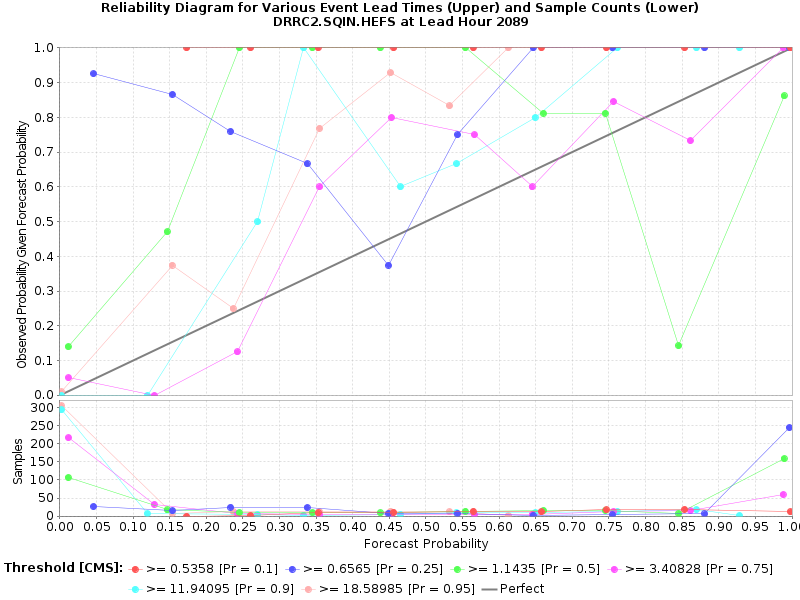 Reliability Diagram for Various Event Lead Times (Upper) and Sample Counts (Lower)
DRRC2.SQIN.HEFS at Lead Hour 2089
Observed Probability Given Forecast Probability
1.0
0.9
0.8
0.7
0.6
0.5
0.4
0.3
0.2
0.1
0.0
Samples
300
250
200
150
100
50
0
0.00 0.05 0.10 0.15 0.20 0.25 0.30 0.35 0.40 0.45 0.50 0.55 0.60 0.65 0.70 0.75 0.80 0.85 0.90 0.95 1.0
Forecast Probability
Threshold [CMS]: >= 0.5358 [Pr = 0.1] >= 0.6565 [Pr = 0.25] >= 1.1435 [Pr = 0.5] >= 3.40828 [Pr = 0.75]
>= 11.94095 [Pr = 0.9] >= 18.58985 [Pr = 0.95] Perfect